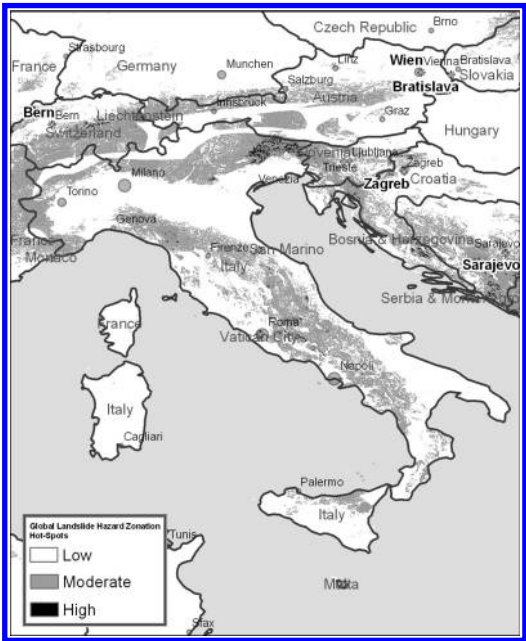 Czech Republic
Brno
Strasbourg
France
Germany
Linz
Wien
Vienna
Bratislava
Munchen
Slovakia
Bratislava
Salzburg
Innsbruck
Austria
Bern
Bern
Liechtenstein
Graz
Switzerland
Hungary
Ljubljana
Zagreb
Trieste
Milano
Venezia
Zagreb
Croatia
Torino
Genova
Bosnia & Herzegovina
Sarajevo
France
Monaco
Firenze
San Marino
Italy
Sarajevo
Serbia & Mont
France
Roma
Vatican City
Napoli
Italy
Cagliari
Palermo
Italy
Global Landslide Hazard Zonation
Hot-Spots
Low
Moderate
High
Tunis
Malta
Sfax